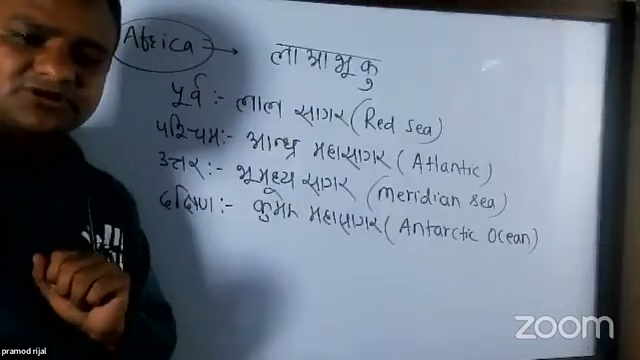 Africa → लाआभूकु
पूर्व :- लाल सागर (Red Sea)
पश्चिम :- आन्ध्र महासागर (Atlantic)
उत्तर :- भूमध्य सागर (Meridian sea)
दक्षिण :- कुमेरु महासागर (Antarctic Ocean)
zoom
pramod rijal